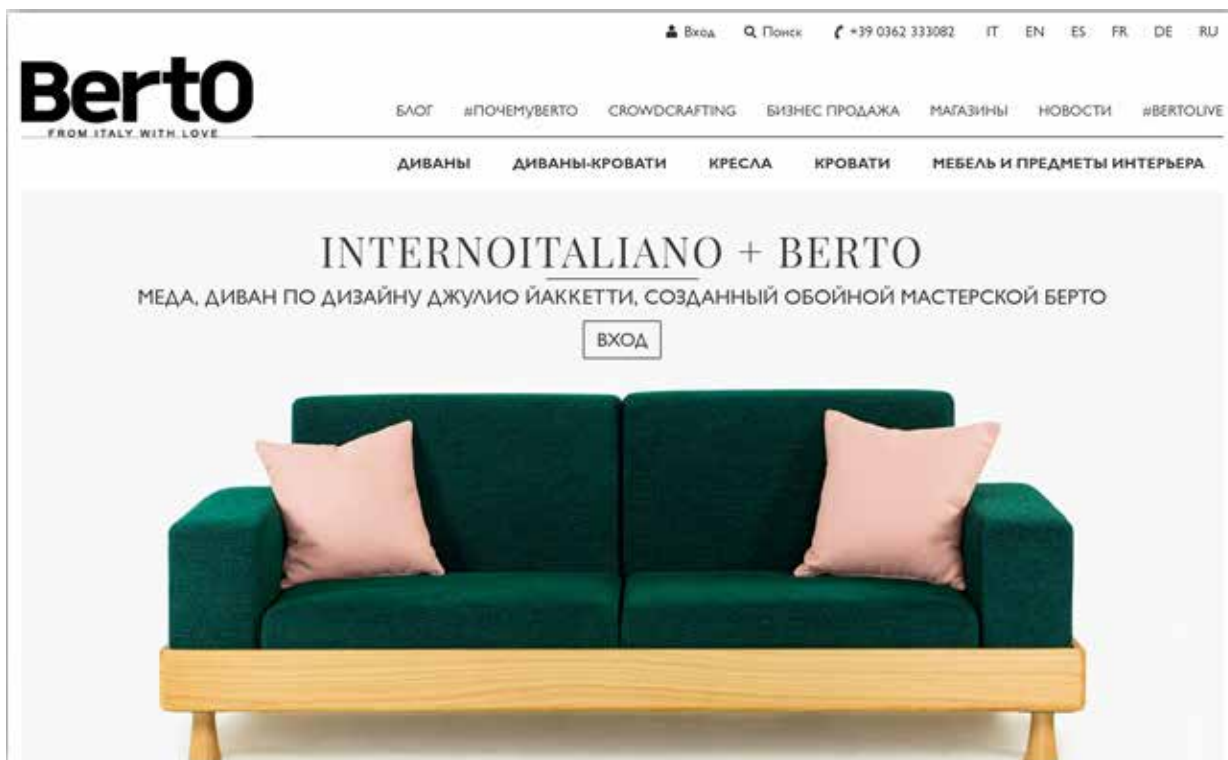 Вход Поиск +39 0362 333082 IT EN ES FR DE RU
BertO
FROM ITALY WITH LOVE
БЛОГ #ПОЧЕМУBERTO CROWDCRAFTING БИЗНЕС ПРОДАЖА МАГАЗИНЫ НОВОСТИ #BERTOLIVE
ДИВАНЫ ДИВАНЫ-КРОВАТИ КРЕСЛА КРОВАТИ МЕБЕЛЬ И ПРЕДМЕТЫ ИНТЕРЬЕРА
INTERNOITALIANO + BERTO
МЕДА, ДИВАН ПО ДИЗАЙНУ ДЖУЛИО ЙАККЕТТИ, СОЗДАННЫЙ ОБОЙНОЙ МАСТЕРСКОЙ БЕРТО
ВХОД